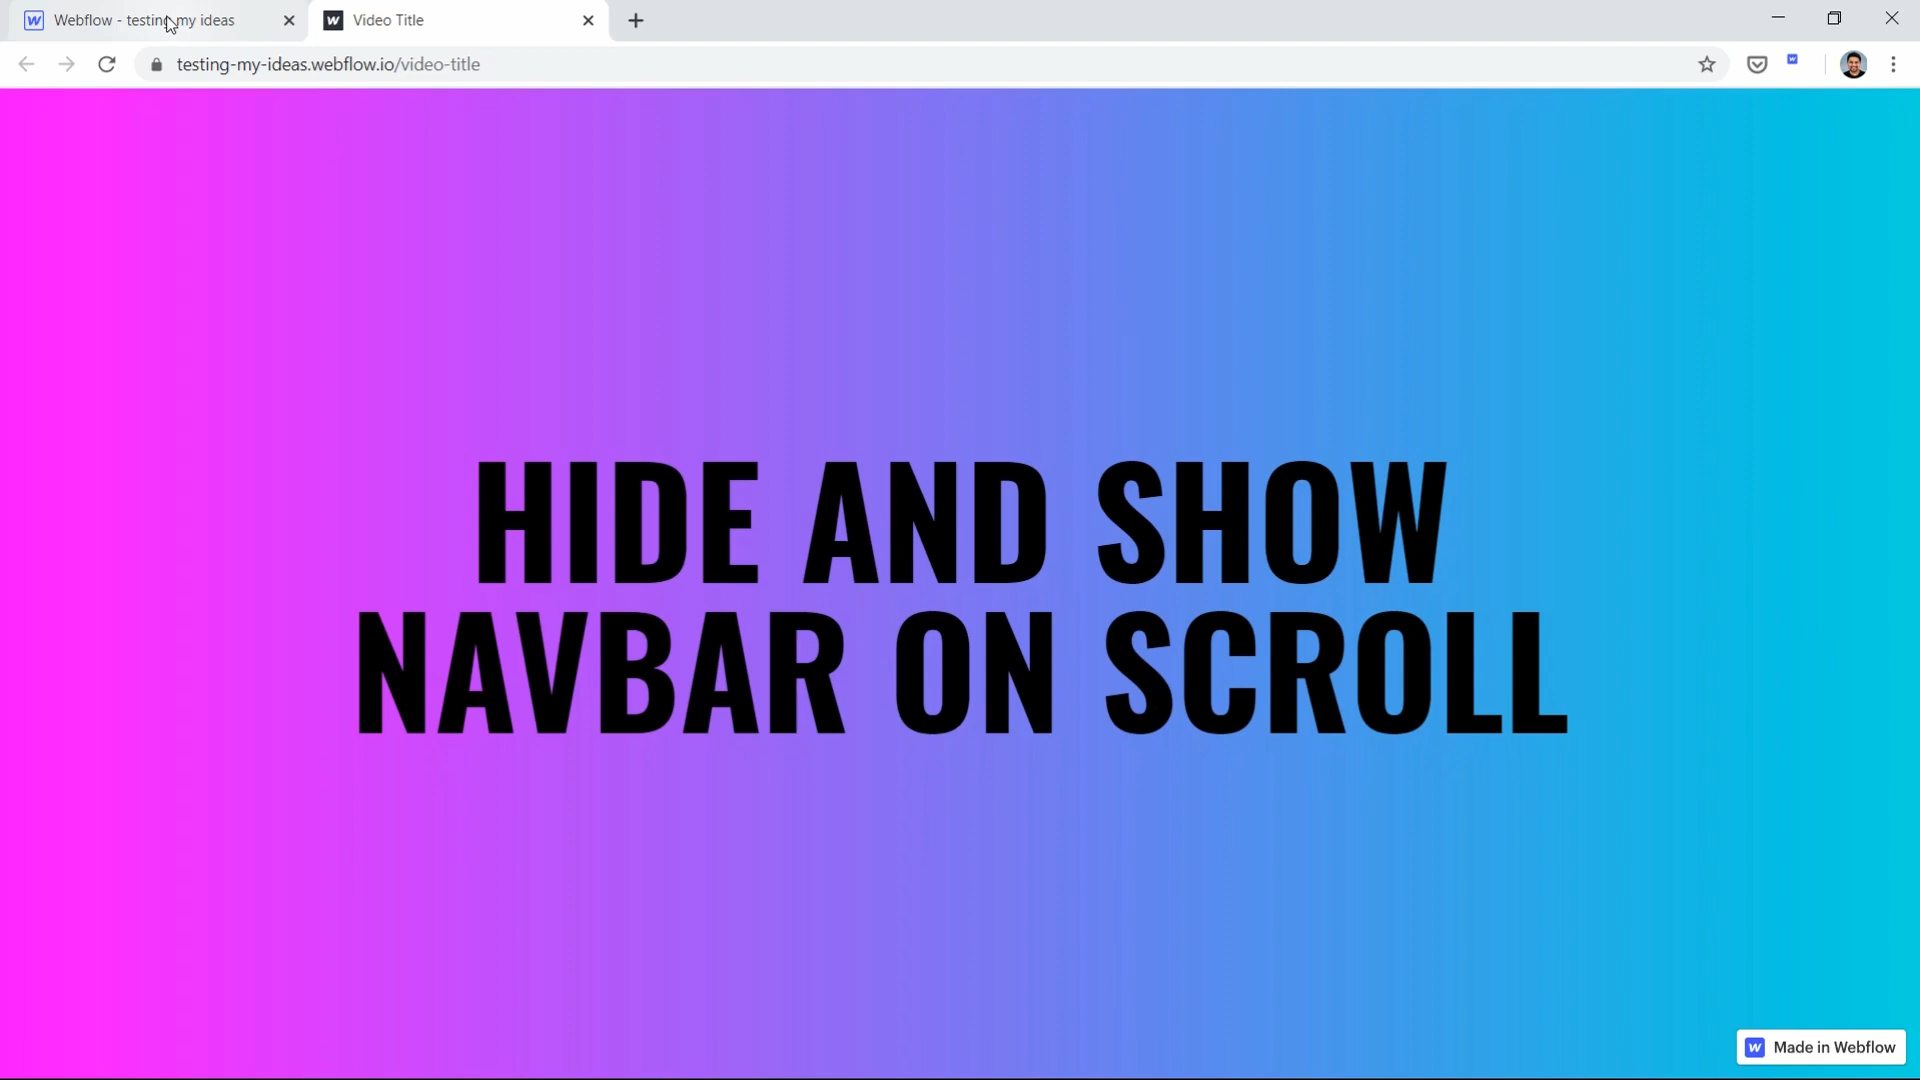 Webflow - testing my ideas
Video Title
testing-my-ideas.webflow.io/video-title
HIDE AND SHOW
NAVBAR ON SCROLL
Made in Webflow